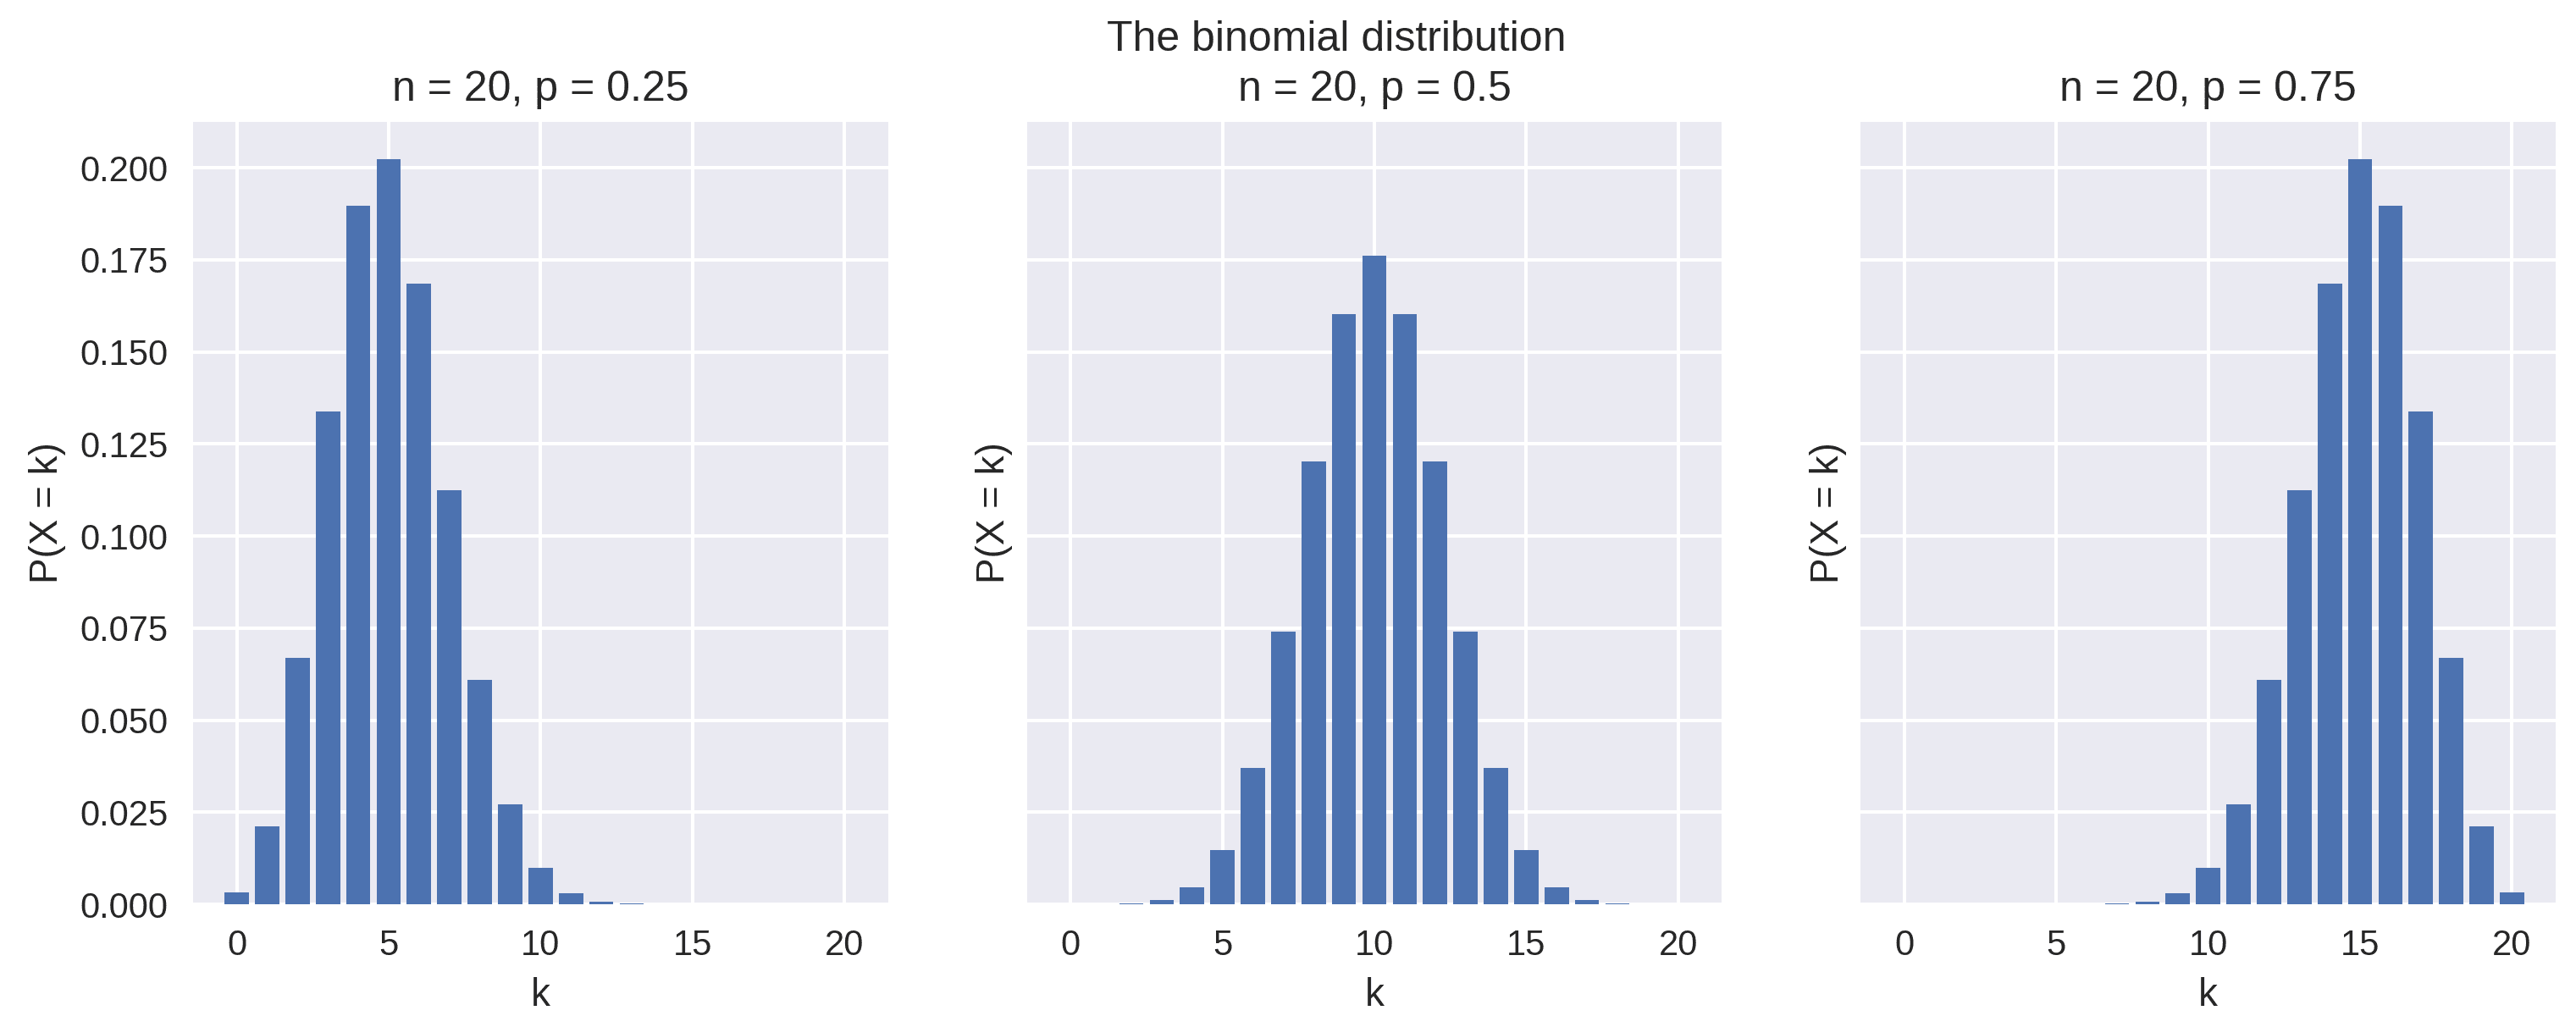 The binomial distribution
n = 20, p = 0.25
P(X = k)
0.200
0.175
0.150
0.125
0.100
0.075
0.050
0.025
0.000
0 5 10 15 20
k
n = 20, p = 0.5
P(X = k)
0 5 10 15 20
k
n = 20, p = 0.75
P(X = k)
0 5 10 15 20
k